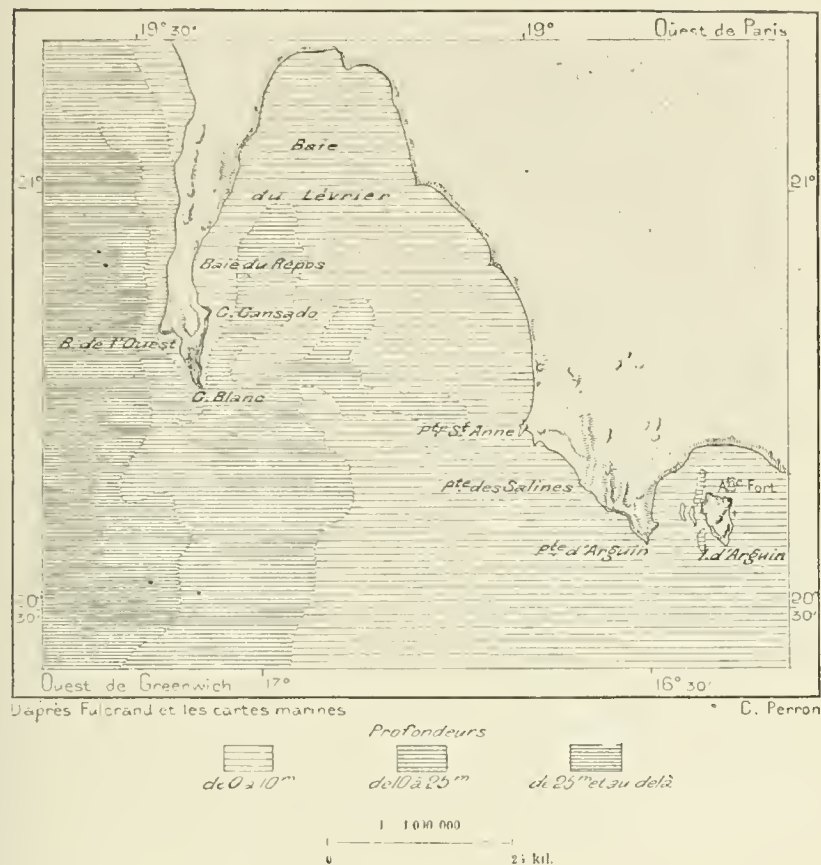 19° 30' 19° Ouest de Paris
Baie
21° 21°
du Lévrier
Baie du Repos
C. Cansado
B. de l'Ouest
C. Blanc
Pte Ste Anne
Pte des Salines
Anc Fort
Pte d'Arguin I. d'Arguin
20° 30' 20° 30'
Ouest de Greenwich 17° 16° 30'
D'après Fulcrand et les cartes marines C. Perron
Profondeurs
de 0 à 10m de 10 à 25m de 25m et au delà
1 1 000 000
0 25 kil.